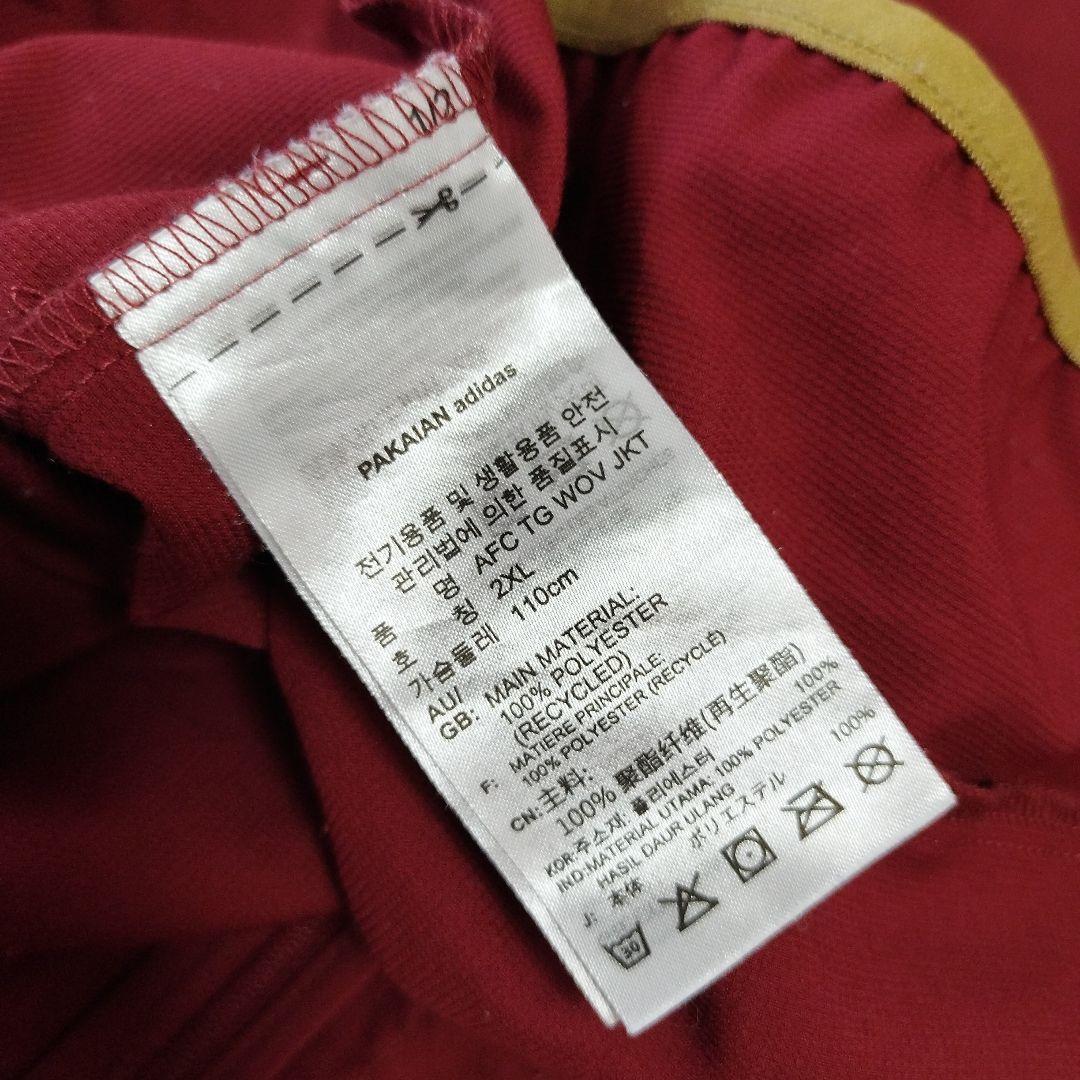 1/2
PAKAIAN adidas
전기용품 및 생활용품 안전
관리법에 의한 품질표시
품 명 AFC TG WOV JKT
호 칭 2XL
가슴둘레 110cm
AU/
GB: MAIN MATERIAL:
100% POLYESTER
(RECYCLED)
F: MATIERE PRINCIPALE:
100% POLYESTER (RECYCLÉ)
CN: 主料:
100% 聚酯纤维(再生聚酯)
KOR:주소재: 폴리에스터 100%
IND:MATERIAL UTAMA: 100% POLYESTER
HASIL DAUR ULANG
J: 本体 ポリエステル 100%
30